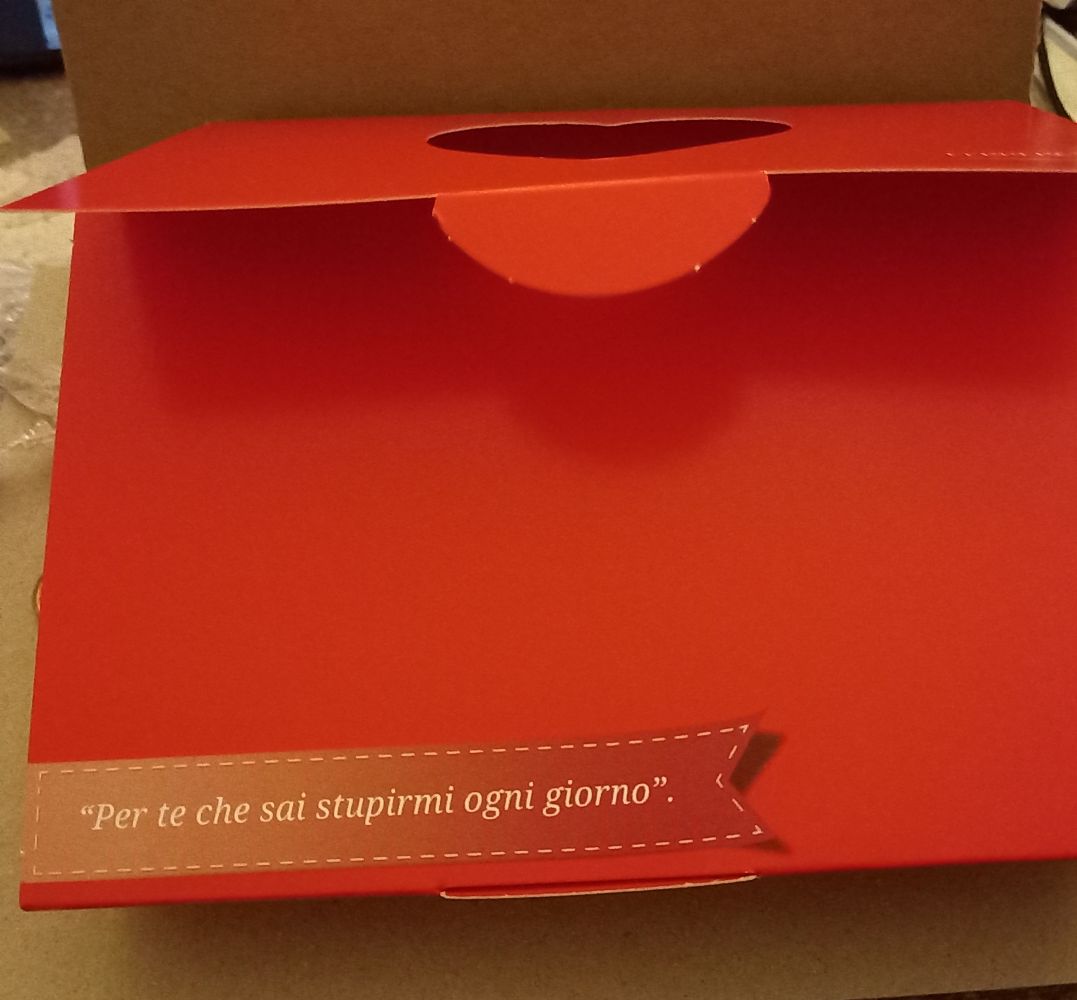 “Per te che sai stupirmi ogni giorno”.